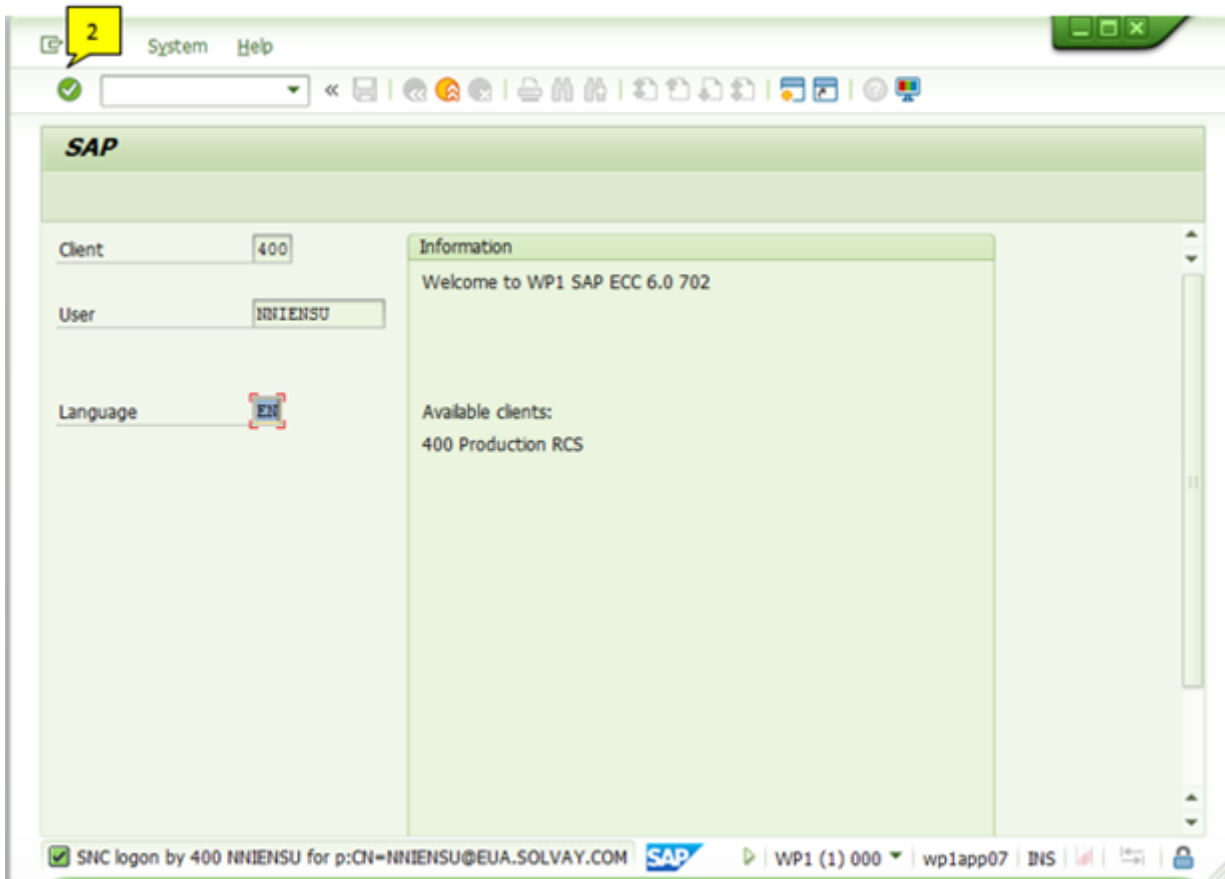 2
System Help
SAP
Client 400
Information
Welcome to WP1 SAP ECC 6.0 702
User NNIENSU
Language EN
Available clients:
400 Production RCS
SNC logon by 400 NNIENSU for p:CN=NNIENSU@EUA.SOLVAY.COM SAP WP1 (1) 000 wp1app07 INS